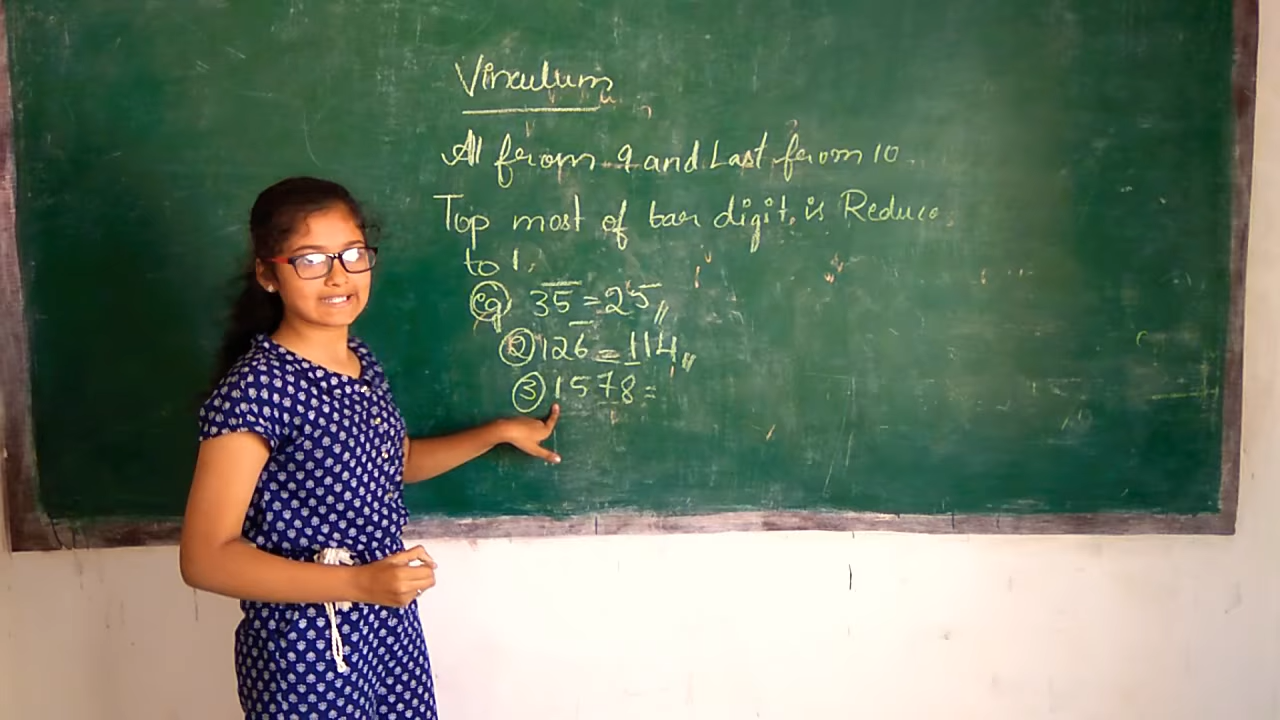 Vinculum
All from 9 and Last from 10.
Top most of bar digit, is Reduce
to 1.
eg 35̅ = 25
② 126̅ = 114
③ 1578 =